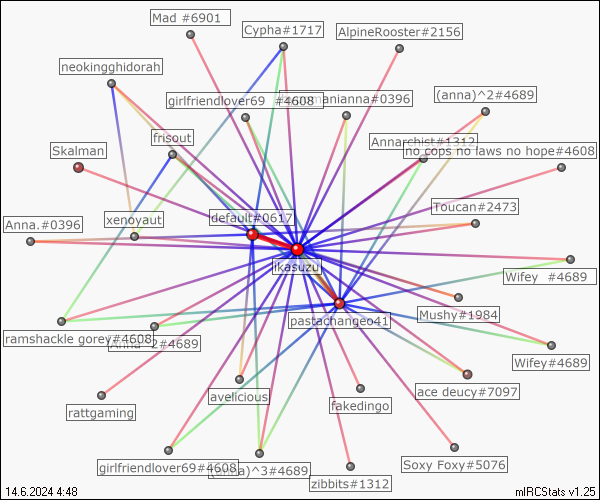 Mad #6901
Cypha#1717
AlpineRooster#2156
neokingghidorah
girlfriendlover69 #4608
manianna#0396
(anna)^2#4689
frisout
Annarchist#1312
no cops no laws no hope#4608
Skalman
Anna.#0396
xenoyaut
default#0617
Toucan#2473
ikasuzu
Wifey #4689
pastachangeo41
Mushy#1984
ramshackle gorey#4608
2#4689
Wifey#4689
avelicious
ace deucy#7097
rattgaming
fakedingo
girlfriendlover69#4608
(anna)^3#4689
zibbits#1312
Soxy Foxy#5076
14.6.2024 4:48
mIRCStats v1.25